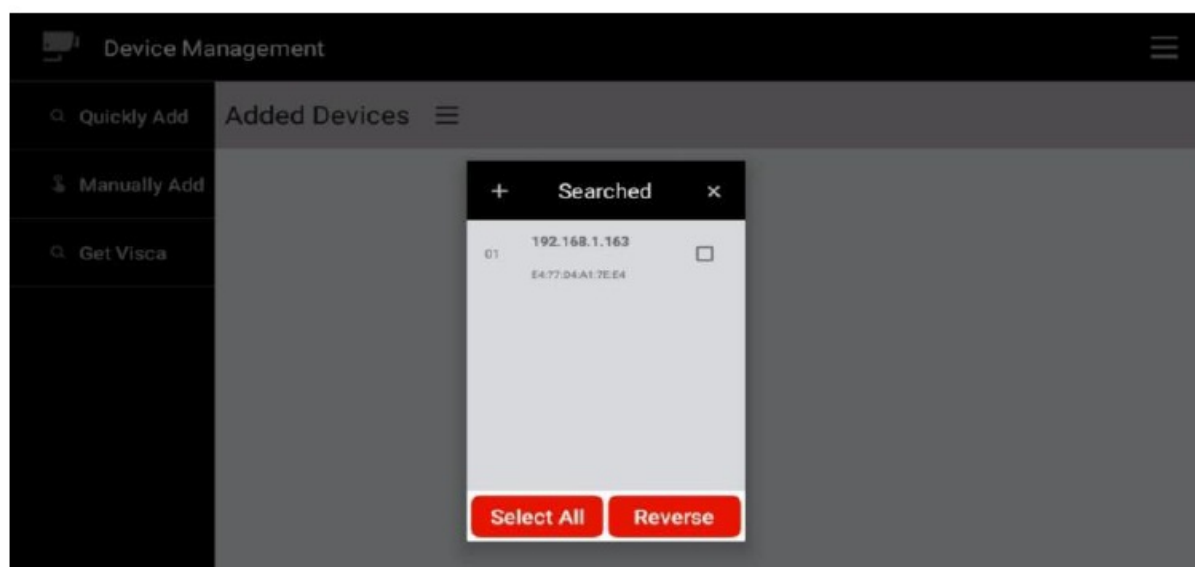 Device Management
Quickly Add
Added Devices
Manually Add
Get Visca
+ Searched ×
01
192.168.1.163
E4:77:04:A1:7E:E4
Select All
Reverse